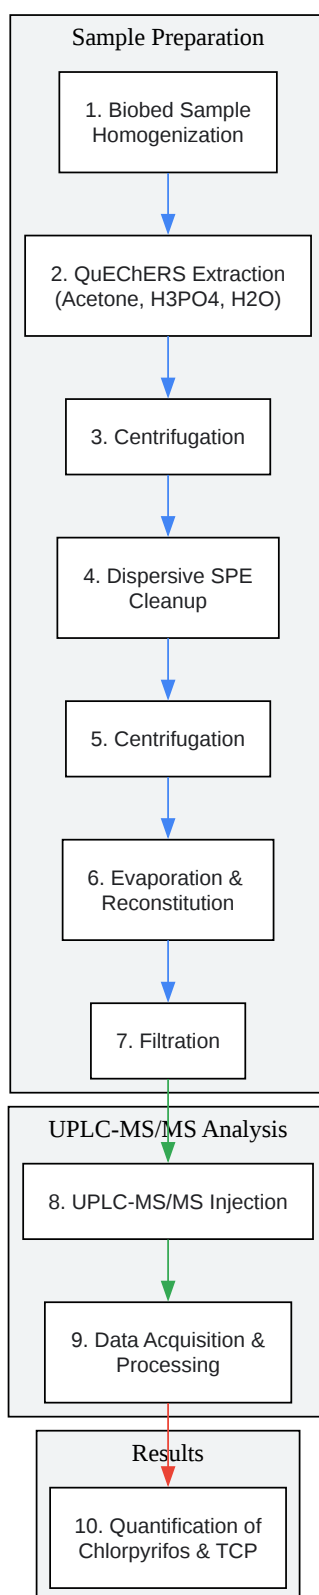 Sample Preparation
1. Biobed Sample
Homogenization
2. QuEChERS Extraction
(Acetone, H3PO4, H2O)
3. Centrifugation
4. Dispersive SPE
Cleanup
5. Centrifugation
6. Evaporation &
Reconstitution
7. Filtration
UPLC-MS/MS Analysis
8. UPLC-MS/MS Injection
9. Data Acquisition &
Processing
Results
10. Quantification of
Chlorpyrifos & TCP